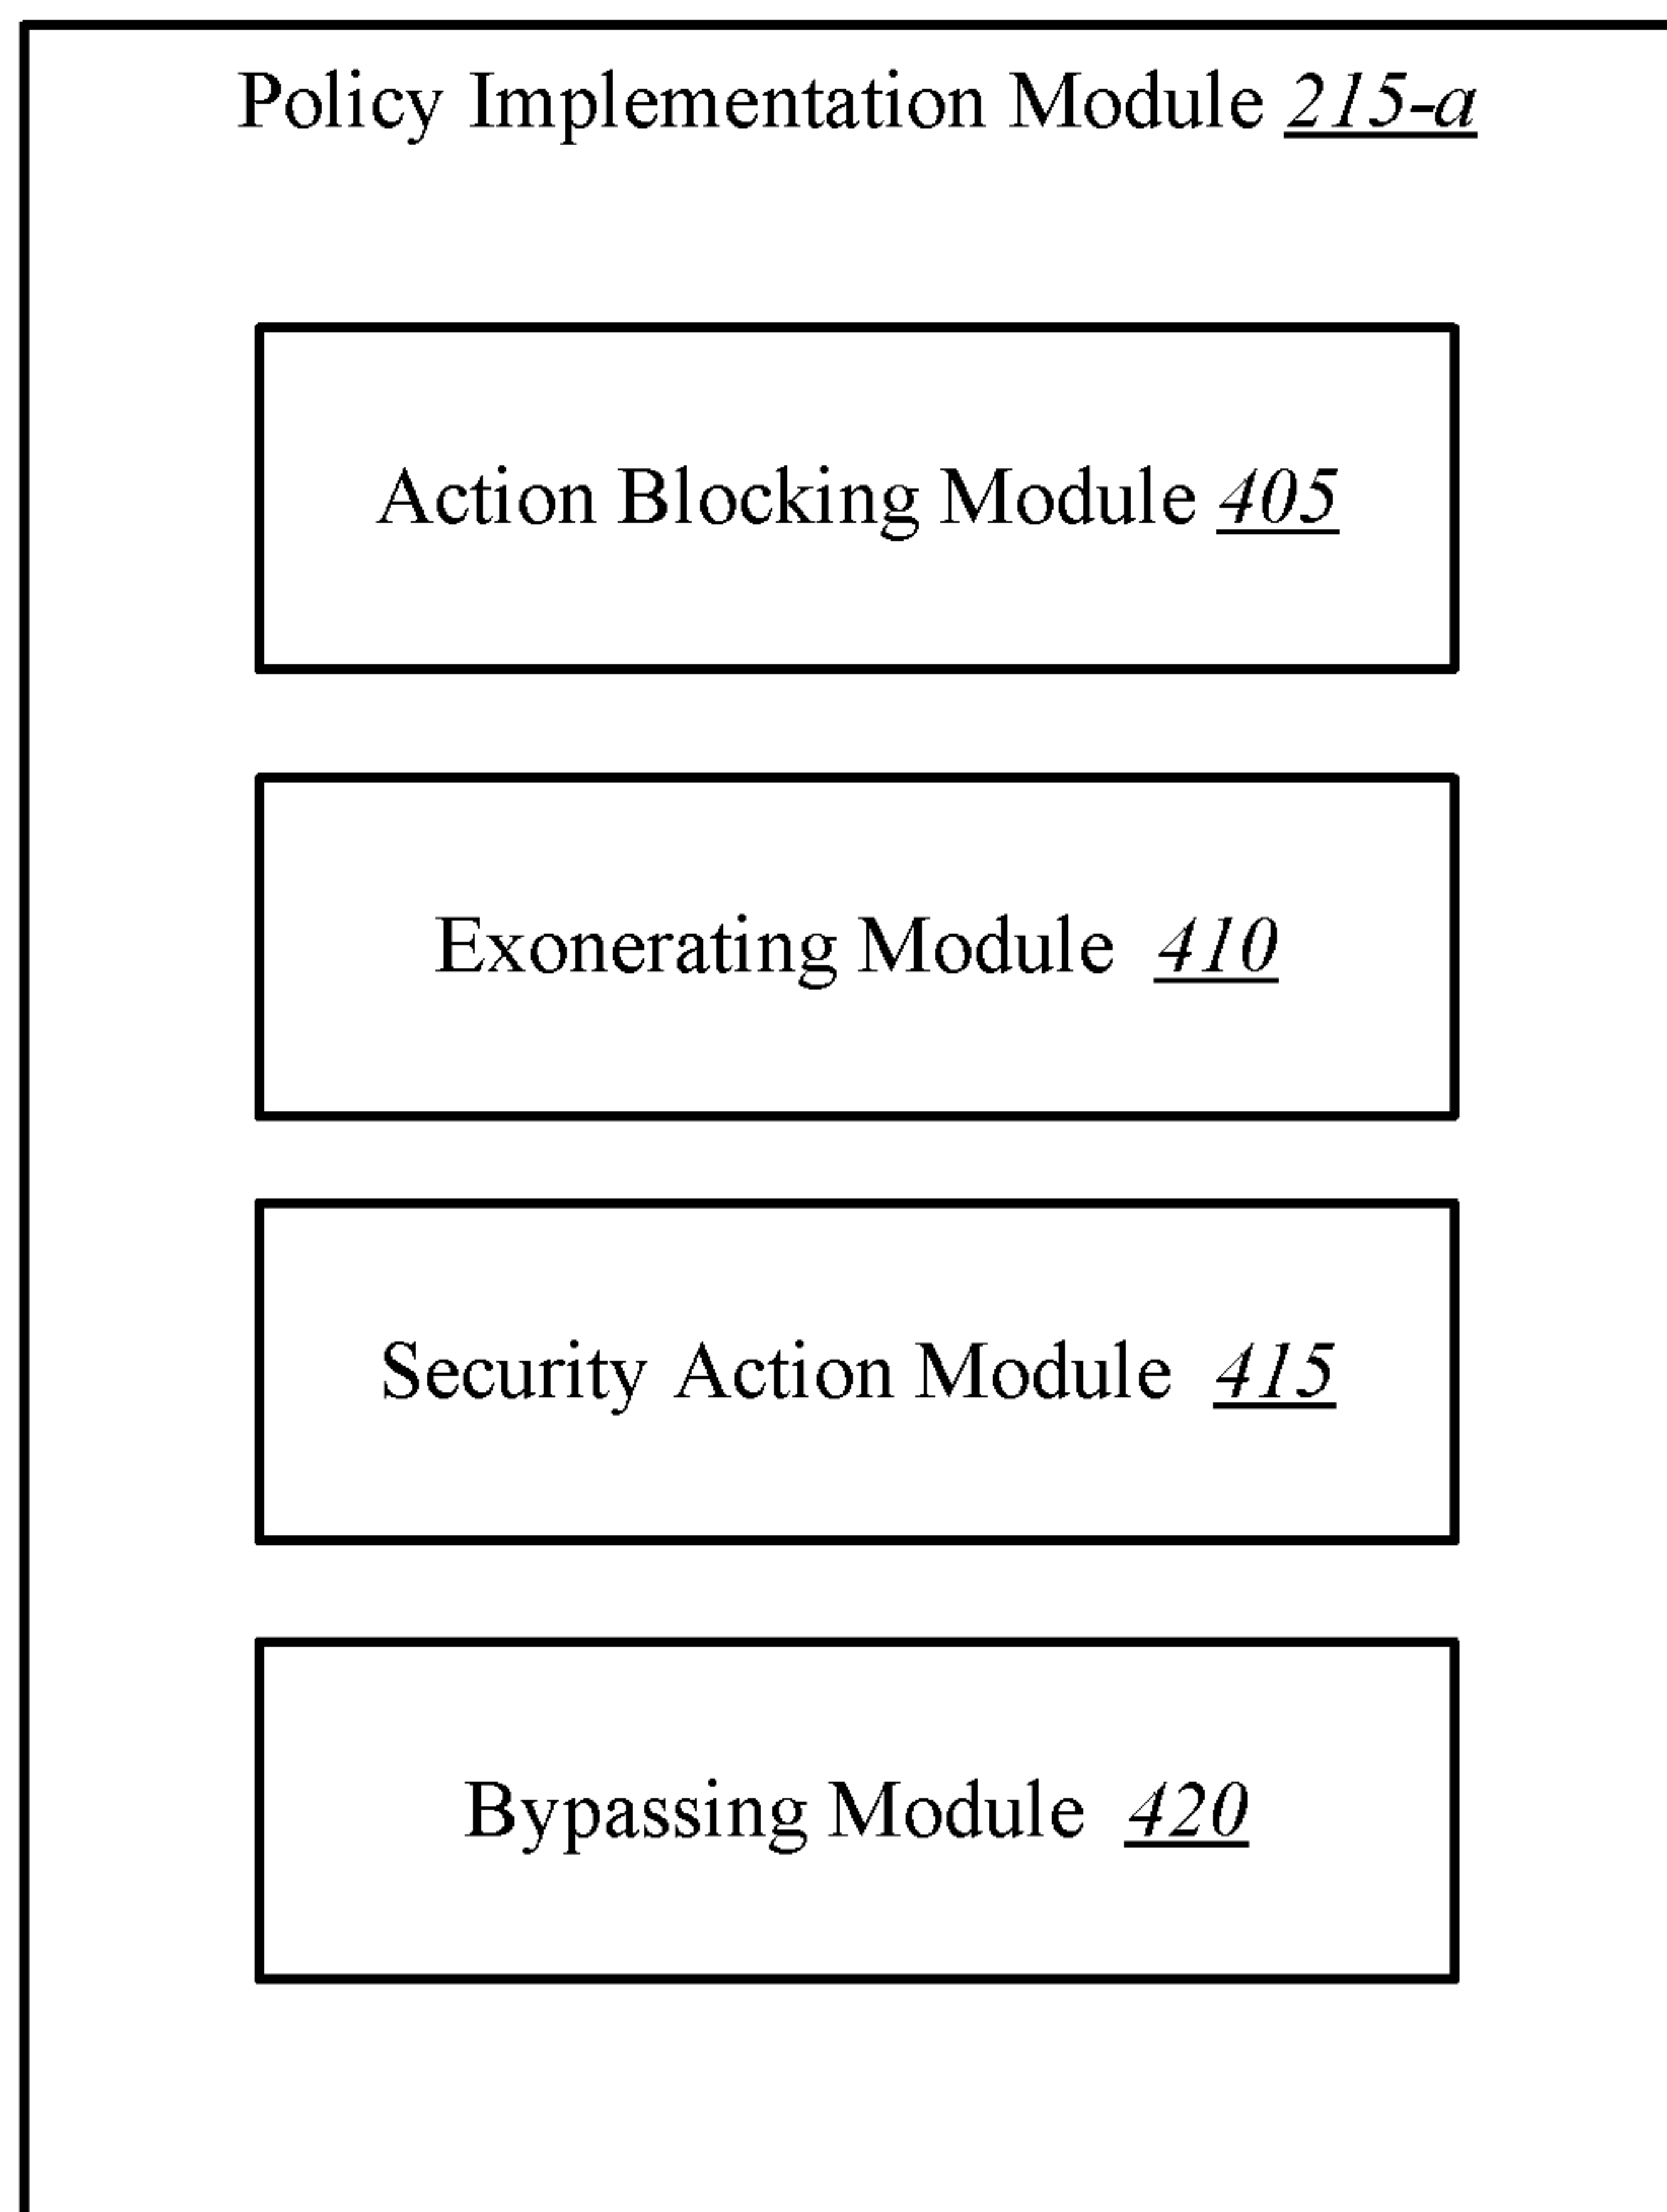 Policy Implementation Module 215-a
Action Blocking Module 405
Exonerating Module 410
Security Action Module 415
Bypassing Module 420